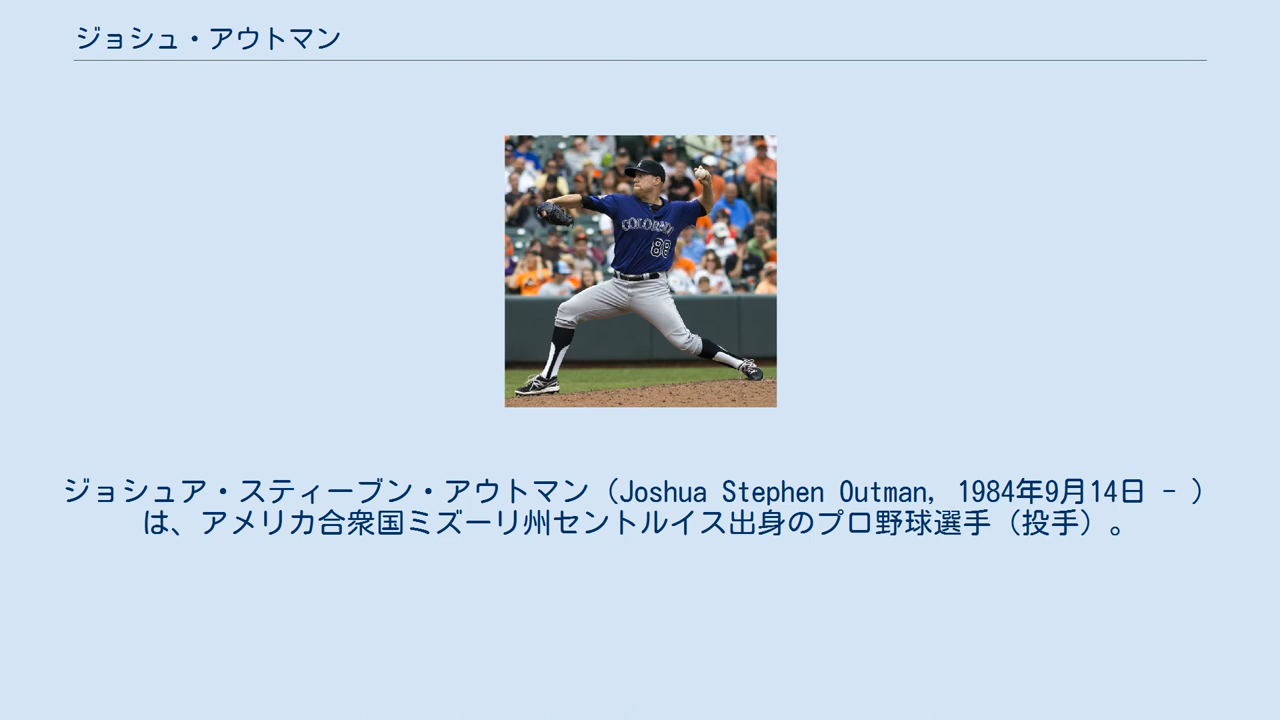 ジョシュ・アウトマン
COLORADO
88
ジョシュア・スティーブン・アウトマン（Joshua Stephen Outman, 1984年9月14日 - ）
は、アメリカ合衆国ミズーリ州セントルイス出身のプロ野球選手（投手）。